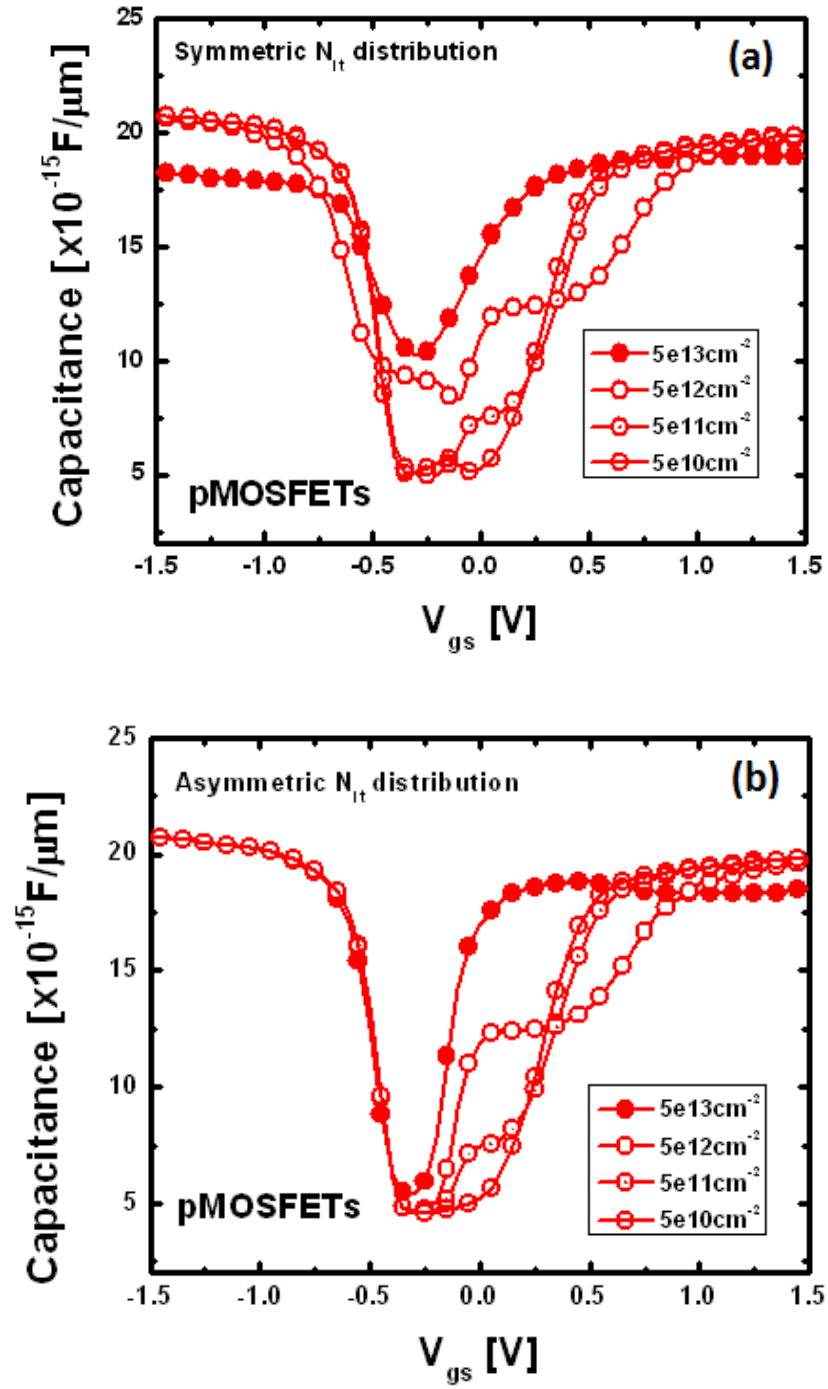 25
Symmetric N_It distribution
(a)
20
15
10
5
Capacitance [x10^-15F/μm]
5e13cm^-2
5e12cm^-2
5e11cm^-2
5e10cm^-2
pMOSFETs
-1.5 -1.0 -0.5 0.0 0.5 1.0 1.5
V_gs [V]
25
Asymmetric N_It distribution
(b)
20
15
10
5
Capacitance [x10^-15F/μm]
5e13cm^-2
5e12cm^-2
5e11cm^-2
5e10cm^-2
pMOSFETs
-1.5 -1.0 -0.5 0.0 0.5 1.0 1.5
V_gs [V]